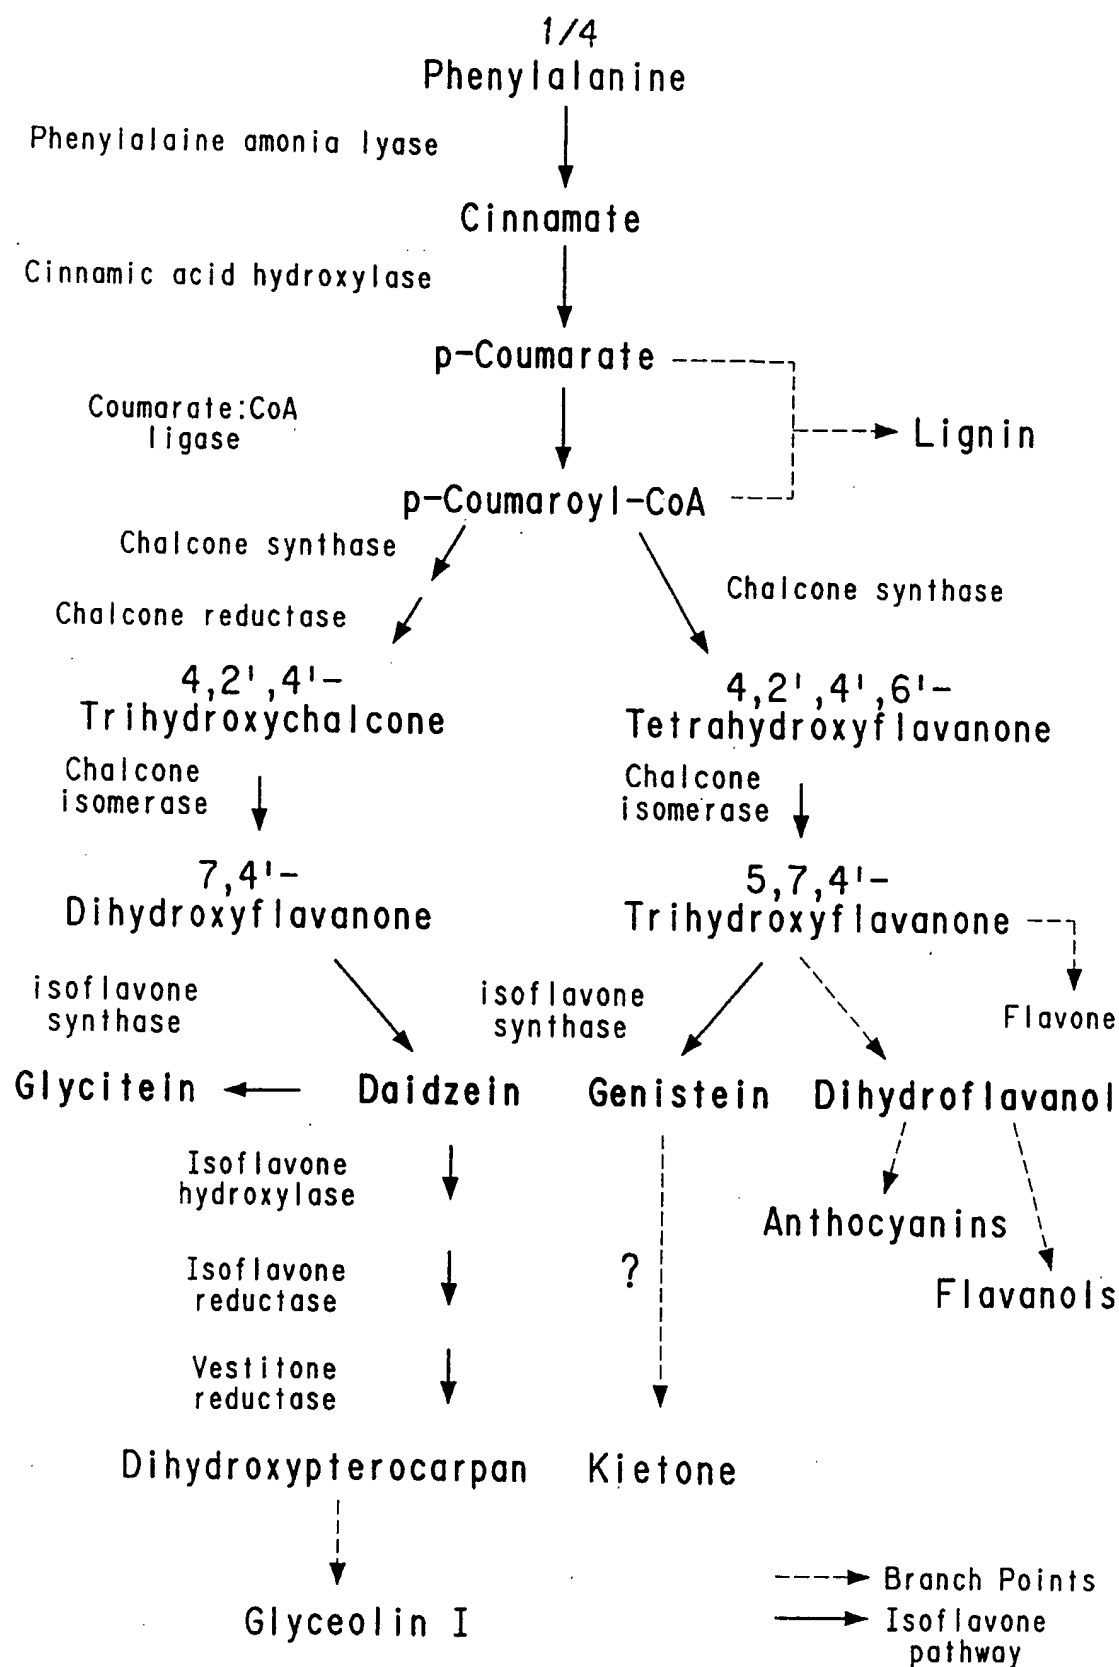 1/4
Phenylalanine
Phenylalaine amonia lyase
Cinnamate
Cinnamic acid hydroxylase
p-Coumarate
Coumarate:CoA
ligase
Lignin
p-Coumaroyl-CoA
Chalcone synthase
Chalcone synthase
Chalcone reductase
4,2',4'-
Trihydroxychalcone
4,2',4',6'-
Tetrahydroxyflavanone
Chalcone
isomerase
Chalcone
isomerase
7,4'-
Dihydroxyflavanone
5,7,4'-
Trihydroxyflavanone
isoflavone
synthase
isoflavone
synthase
Flavone
Glycitein
Daidzein
Genistein
Dihydroflavanol
Isoflavone
hydroxylase
Anthocyanins
Isoflavone
reductase
?
Flavanols
Vestitone
reductase
Dihydroxypterocarpan
Kietone
Glyceolin I
Branch Points
Isoflavone
pathway